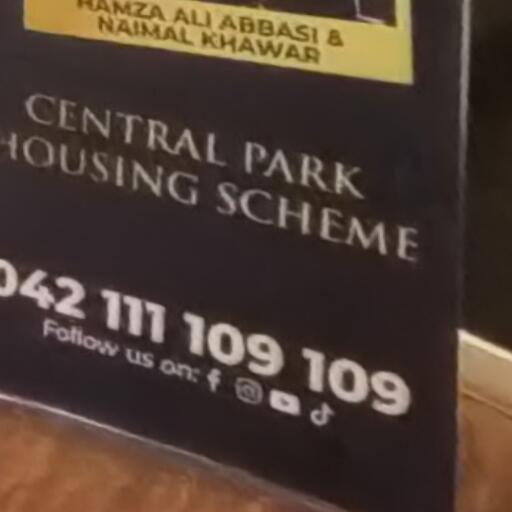 HAMZA ALI ABBASI &
NAIMAL KHAWAR
CENTRAL PARK
HOUSING SCHEME
042 111 109 109
Follow us on: